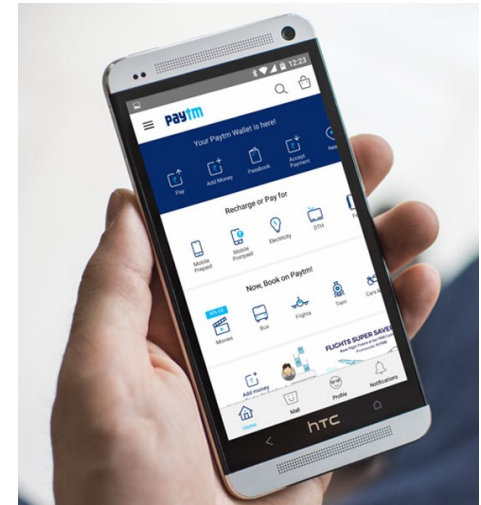 12:23
paytm
Your Paytm Wallet is here!
Pay
Add Money
Passbook
Accept
Payment
Recharge or Pay for
Mobile
Prepaid
Mobile
Postpaid
Electricity
DTH
Now, Book on Paytm!
Movies
Bus
Flights
Train
FLIGHTS SUPER SAVER
Add money
Home
Mall
Profile
Notifications
hTC